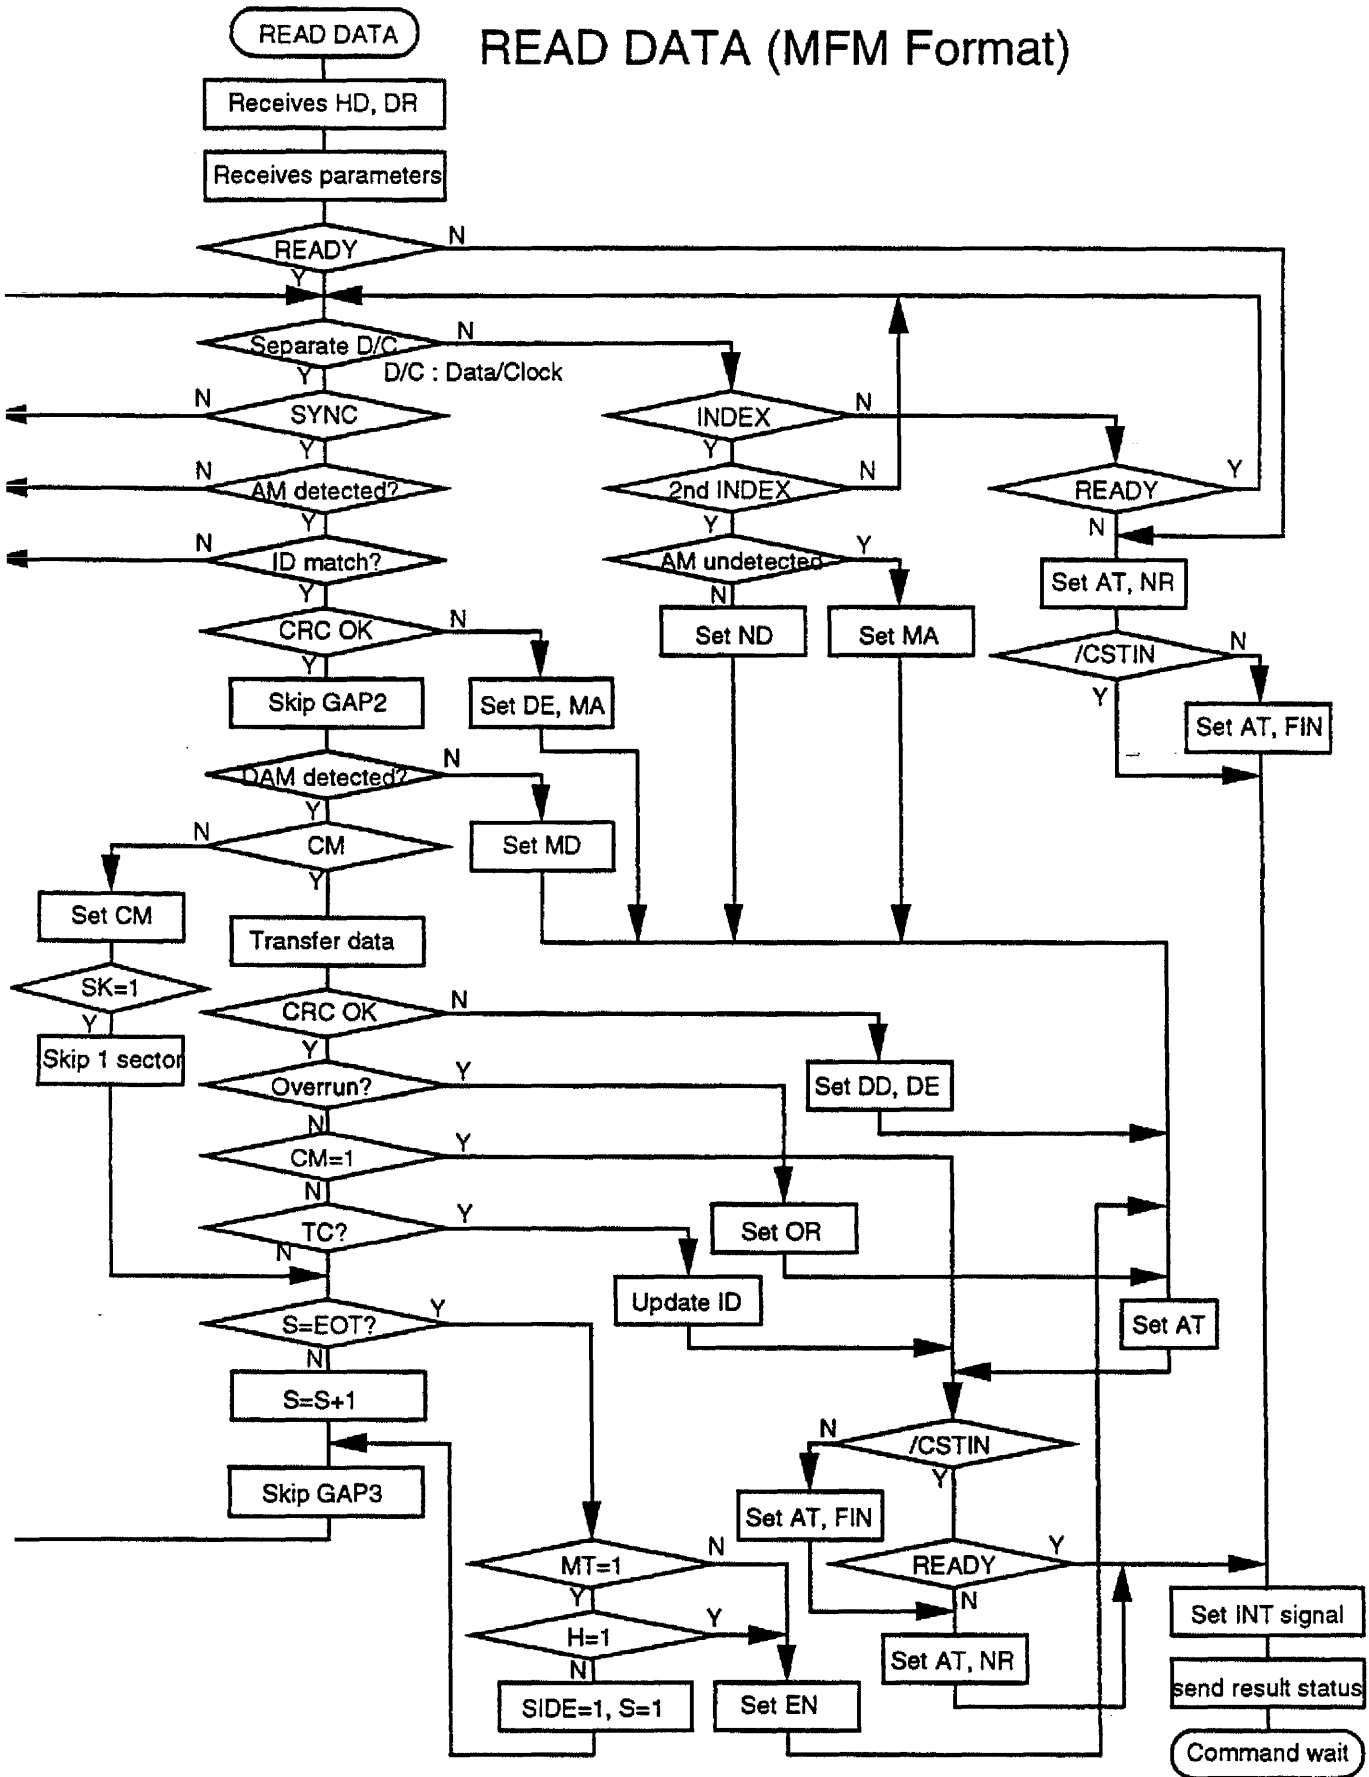 READ DATA
READ DATA (MFM Format)
Receives HD, DR
Receives parameters
READY
N
Y
Separate D/C
N
Y
D/C : Data/Clock
N
SYNC
Y
INDEX
N
Y
N
AM detected?
Y
2nd INDEX
N
Y
READY
Y
N
N
ID match?
Y
AM undetected
Y
N
Set AT, NR
CRC OK
N
Y
Set ND
Set MA
/CSTIN
N
Y
Skip GAP2
Set DE, MA
Set AT, FIN
DAM detected?
N
Y
N
CM
Y
Set MD
Set CM
Transfer data
SK=1
Y
CRC OK
N
Y
Skip 1 sector
Overrun?
Y
N
Set DD, DE
CM=1
Y
N
TC?
Y
N
Set OR
Update ID
S=EOT?
Y
N
Set AT
S=S+1
N
/CSTIN
Y
Skip GAP3
Set AT, FIN
MT=1
N
Y
READY
Y
N
H=1
Y
N
Set INT signal
Set AT, NR
SIDE=1, S=1
Set EN
send result status
Command wait